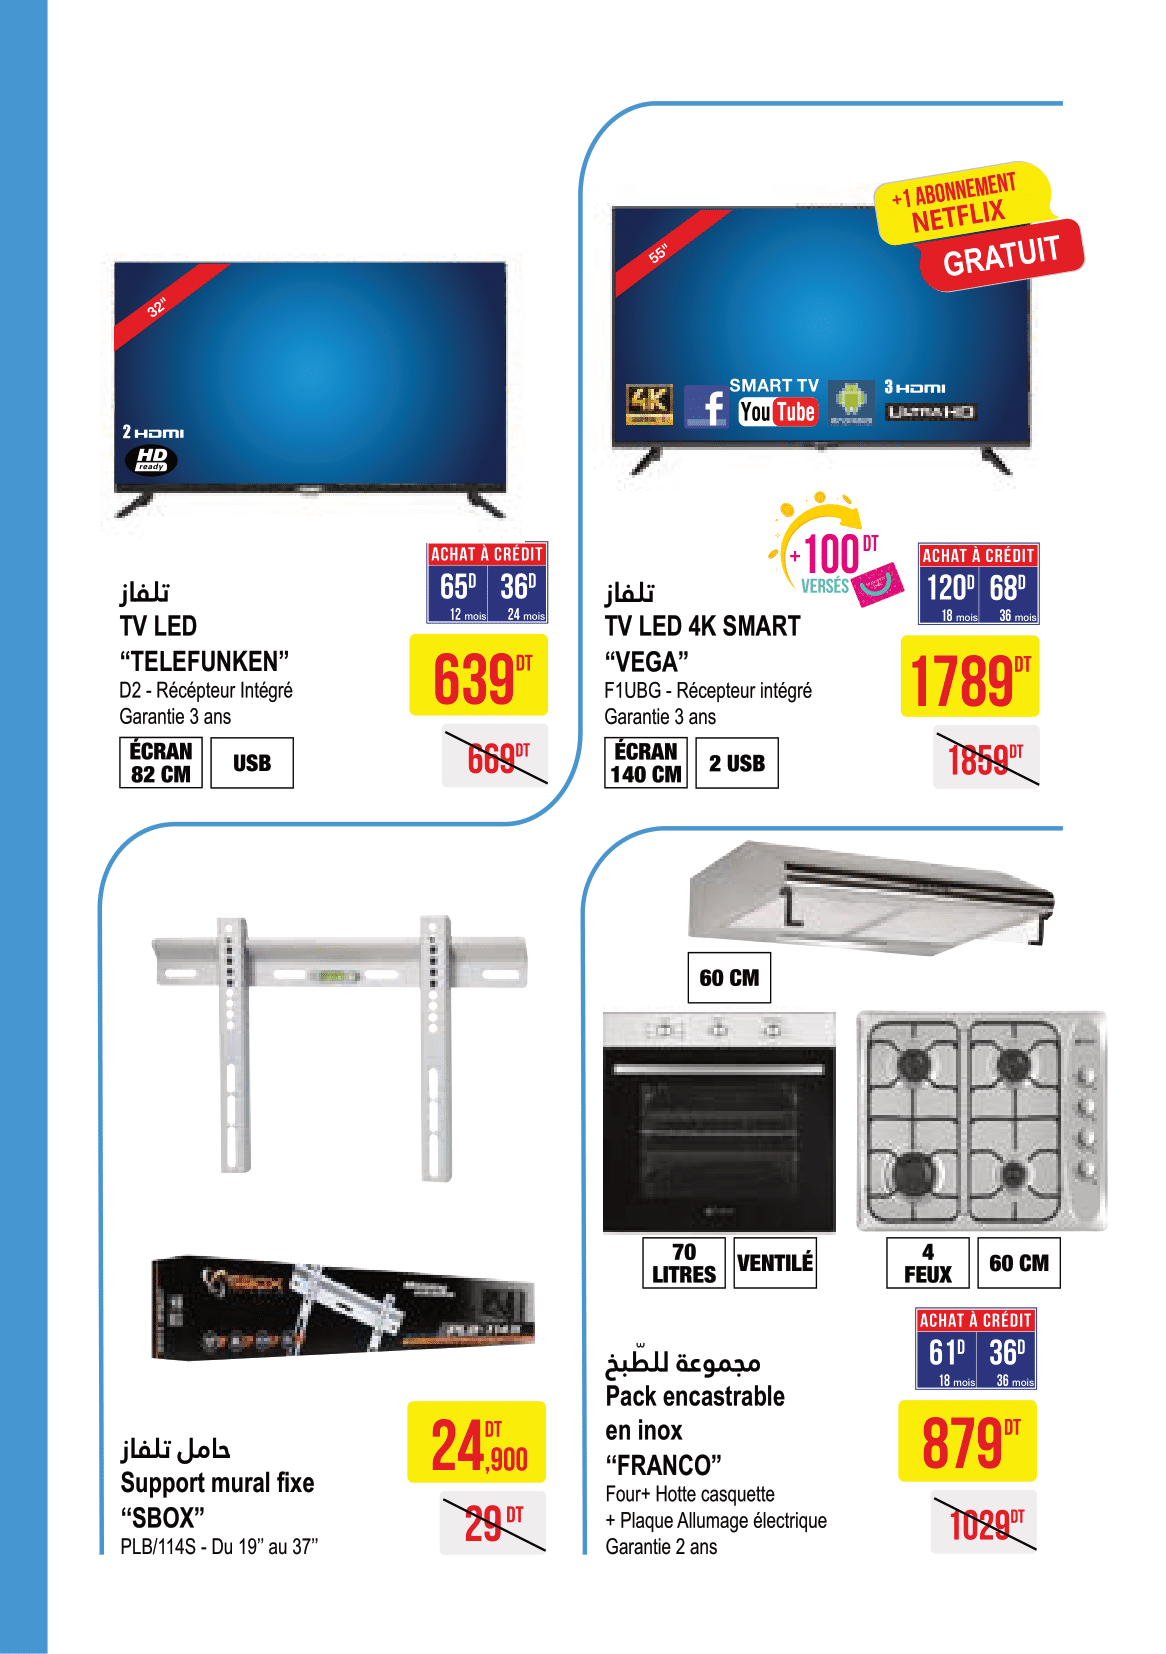 32"
2 HDMI
HD
ready
ACHAT À CRÉDIT
65D 36D
12 mois 24 mois
تلفاز
TV LED
“TELEFUNKEN”
D2 - Récépteur Intégré
Garantie 3 ans
ÉCRAN
82 CM
USB
639DT
669DT
+1 ABONNEMENT
NETFLIX
GRATUIT
55"
4K
f
SMART TV
YouTube
3 HDMI
ULTRA HD
+100DT
VERSÉS
ACHAT À CRÉDIT
120D 68D
18 mois 36 mois
تلفاز
TV LED 4K SMART
“VEGA”
F1UBG - Récepteur intégré
Garantie 3 ans
ÉCRAN
140 CM
2 USB
1789DT
1859DT
SBOX
PLB-114S
حامل تلفاز
Support mural fixe
“SBOX”
PLB/114S - Du 19’’ au 37’’
24DT,900
29DT
60 CM
70
LITRES
VENTILÉ
4
FEUX
60 CM
ACHAT À CRÉDIT
61D 36D
18 mois 36 mois
مجموعة للطّبخ
Pack encastrable
en inox
“FRANCO”
Four+ Hotte casquette
+ Plaque Allumage électrique
Garantie 2 ans
879DT
1029DT